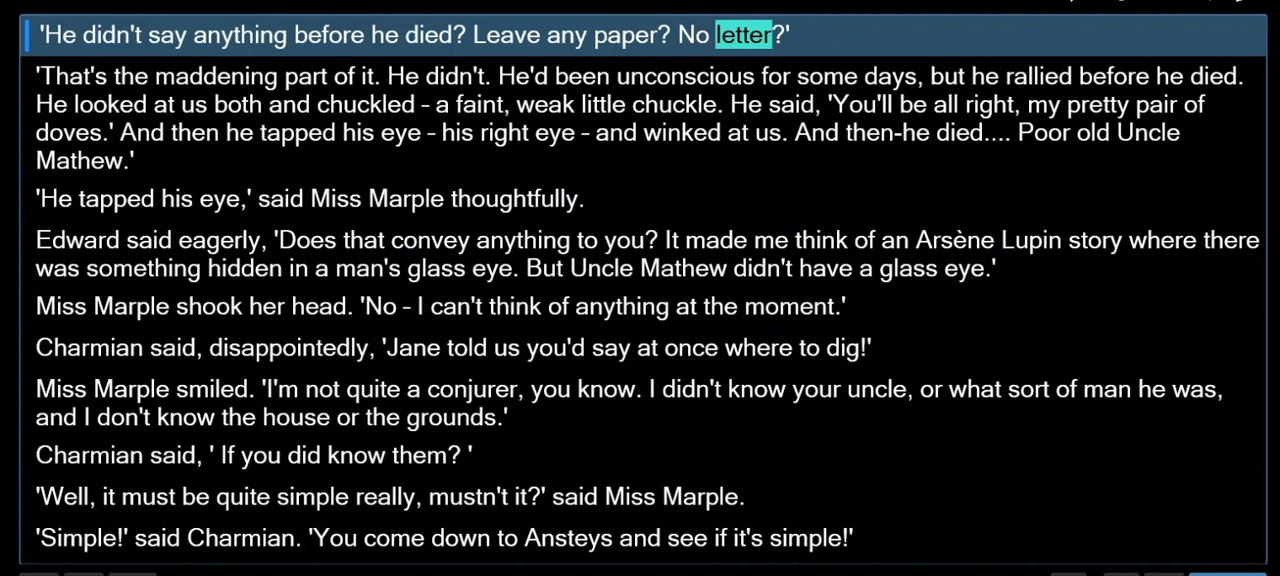 'He didn't say anything before he died? Leave any paper? No letter?'
'That's the maddening part of it. He didn't. He'd been unconscious for some days, but he rallied before he died.
He looked at us both and chuckled – a faint, weak little chuckle. He said, 'You'll be all right, my pretty pair of
doves.' And then he tapped his eye – his right eye – and winked at us. And then-he died.... Poor old Uncle
Mathew.'
'He tapped his eye,' said Miss Marple thoughtfully.
Edward said eagerly, 'Does that convey anything to you? It made me think of an Arsène Lupin story where there
was something hidden in a man's glass eye. But Uncle Mathew didn't have a glass eye.'
Miss Marple shook her head. 'No – I can't think of anything at the moment.'
Charmian said, disappointedly, 'Jane told us you'd say at once where to dig!'
Miss Marple smiled. 'I'm not quite a conjurer, you know. I didn't know your uncle, or what sort of man he was,
and I don't know the house or the grounds.'
Charmian said, ' If you did know them? '
'Well, it must be quite simple really, mustn't it?' said Miss Marple.
'Simple!' said Charmian. 'You come down to Ansteys and see if it's simple!'